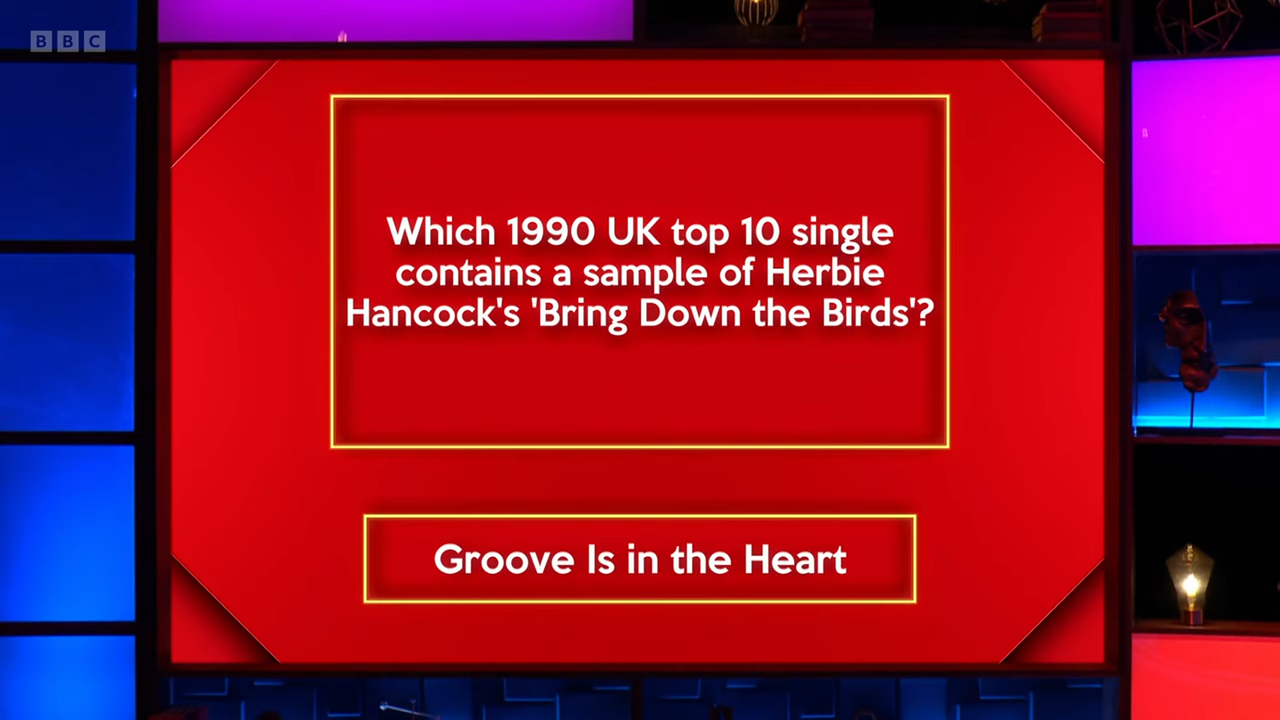 BBC
Which 1990 UK top 10 single
contains a sample of Herbie
Hancock's 'Bring Down the Birds'?
Groove Is in the Heart